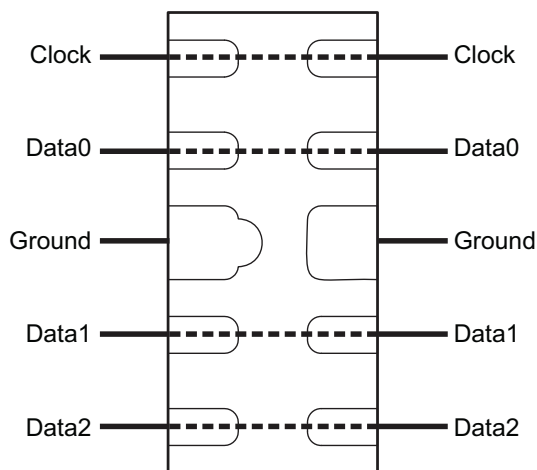 Clock Clock
Data0 Data0
Ground Ground
Data1 Data1
Data2 Data2